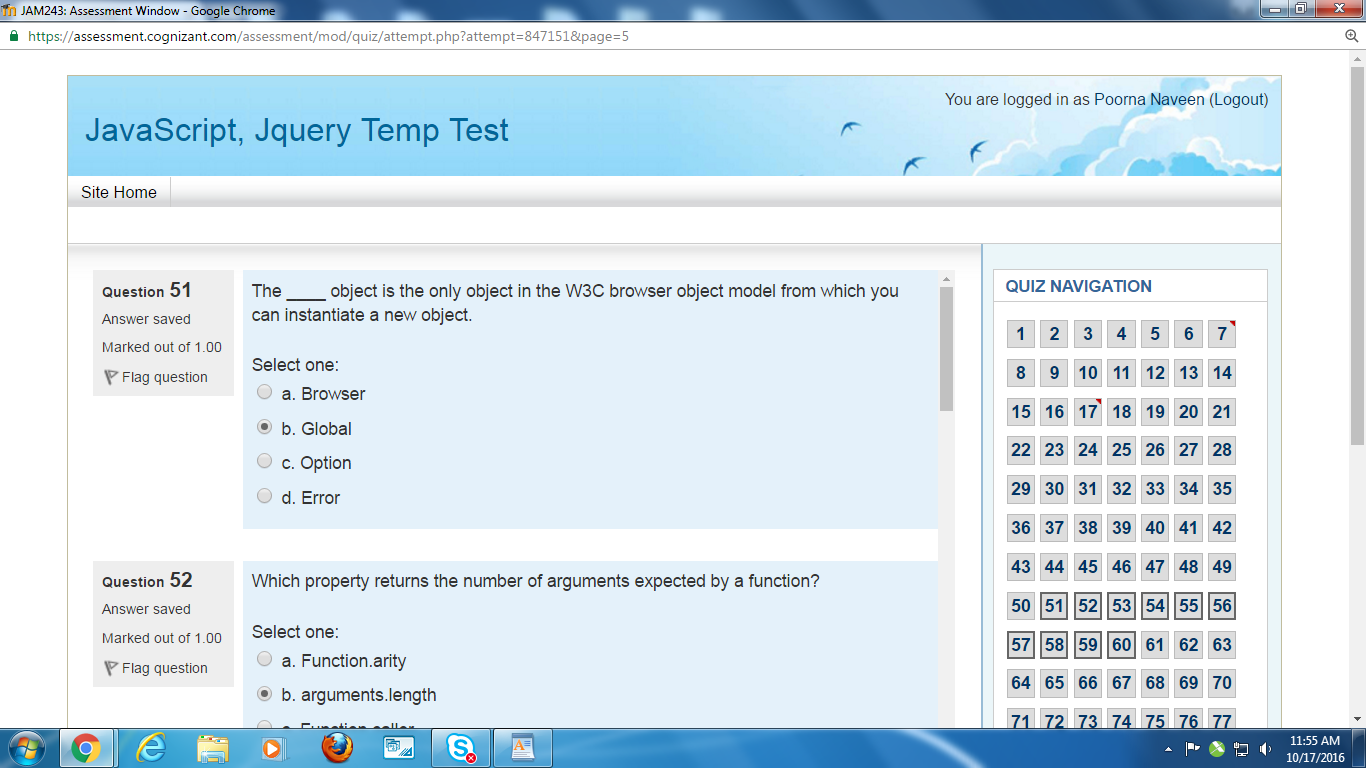 JAM243: Assessment Window - Google Chrome
https://assessment.cognizant.com/assessment/mod/quiz/attempt.php?attempt=847151&page=5
You are logged in as Poorna Naveen (Logout)
JavaScript, Jquery Temp Test
Site Home
Question 51
Answer saved
Marked out of 1.00
Flag question
The ____ object is the only object in the W3C browser object model from which you
can instantiate a new object.
Select one:
a. Browser
b. Global
c. Option
d. Error
Question 52
Answer saved
Marked out of 1.00
Flag question
Which property returns the number of arguments expected by a function?
Select one:
a. Function.arity
b. arguments.length
c. Function.caller
QUIZ NAVIGATION
1 2 3 4 5 6 7
8 9 10 11 12 13 14
15 16 17 18 19 20 21
22 23 24 25 26 27 28
29 30 31 32 33 34 35
36 37 38 39 40 41 42
43 44 45 46 47 48 49
50 51 52 53 54 55 56
57 58 59 60 61 62 63
64 65 66 67 68 69 70
71 72 73 74 75 76 77
11:55 AM
10/17/2016